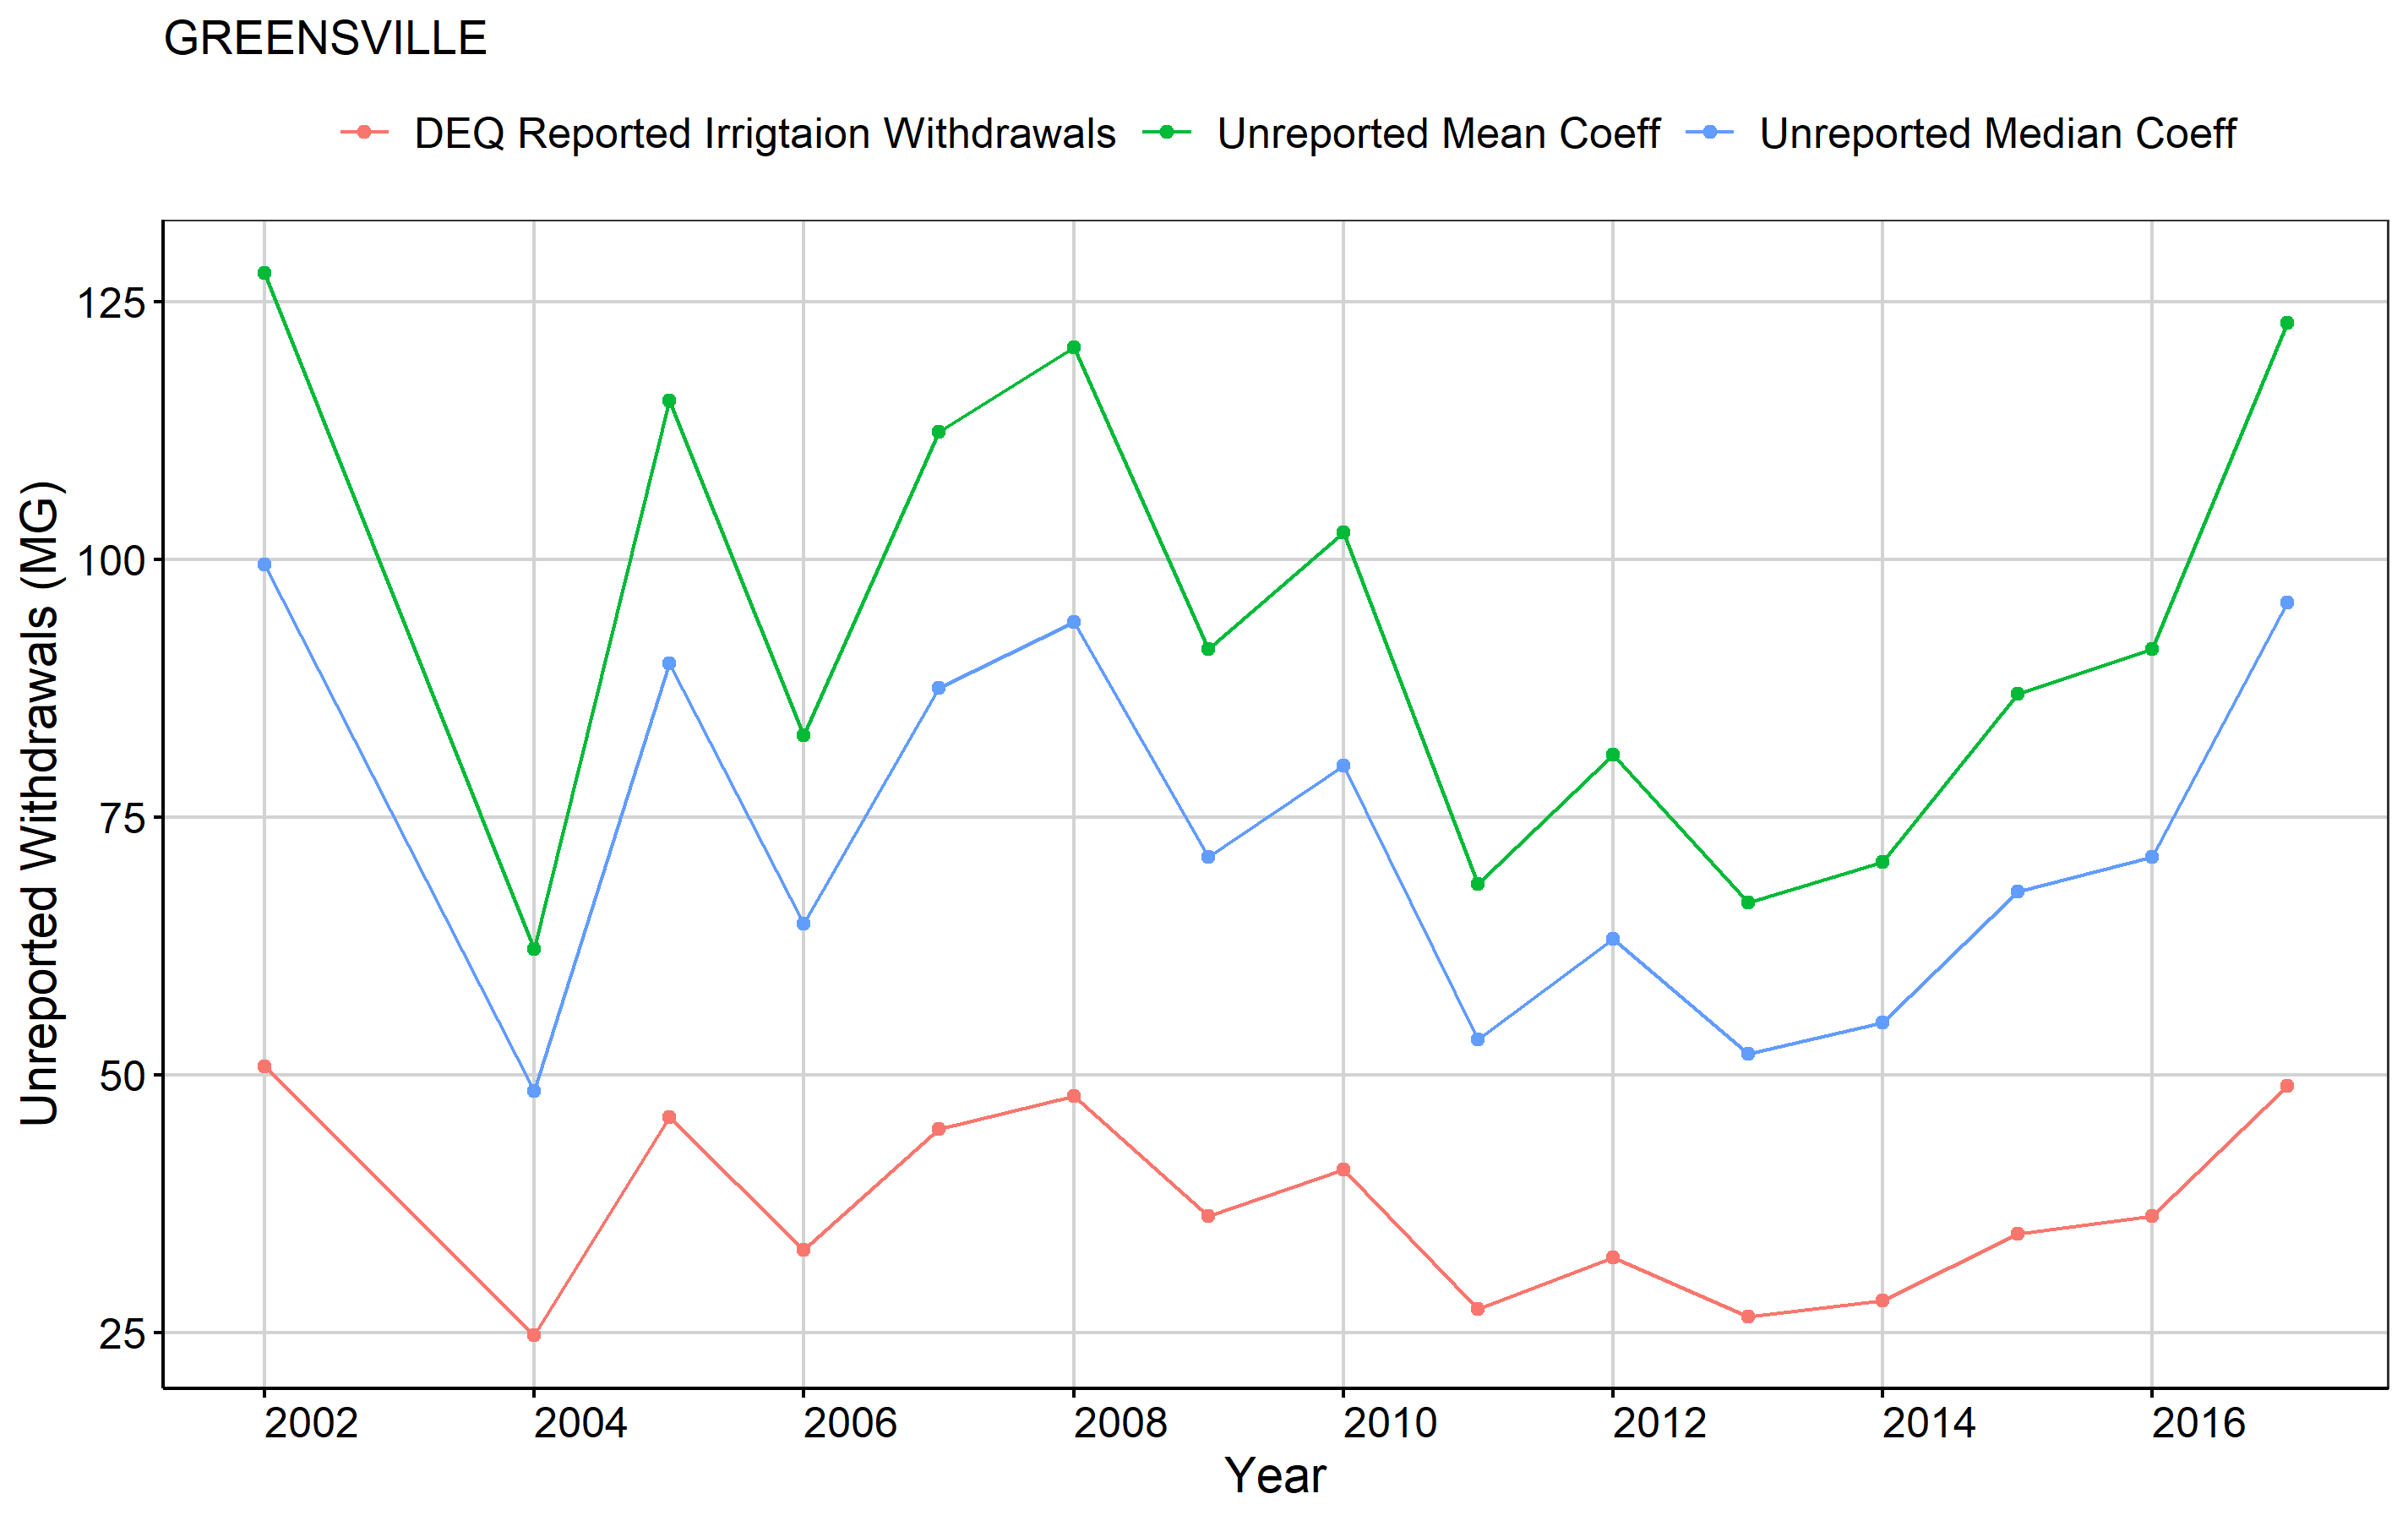 GREENSVILLE
DEQ Reported Irrigtaion Withdrawals Unreported Mean Coeff Unreported Median Coeff
Unreported Withdrawals (MG)
125
100
75
50
25
2002 2004 2006 2008 2010 2012 2014 2016
Year